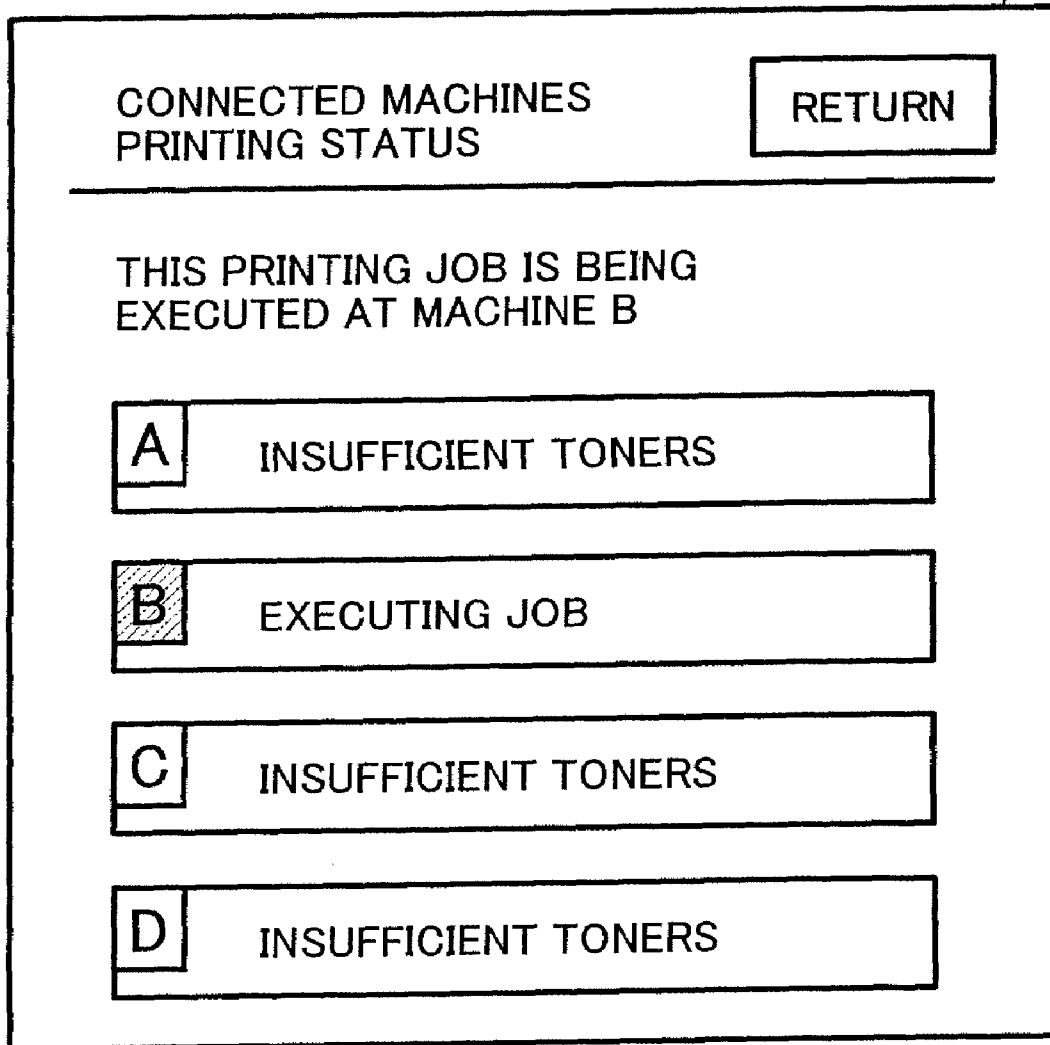 CONNECTED MACHINES
PRINTING STATUS
RETURN
THIS PRINTING JOB IS BEING
EXECUTED AT MACHINE B
A INSUFFICIENT TONERS
B EXECUTING JOB
C INSUFFICIENT TONERS
D INSUFFICIENT TONERS